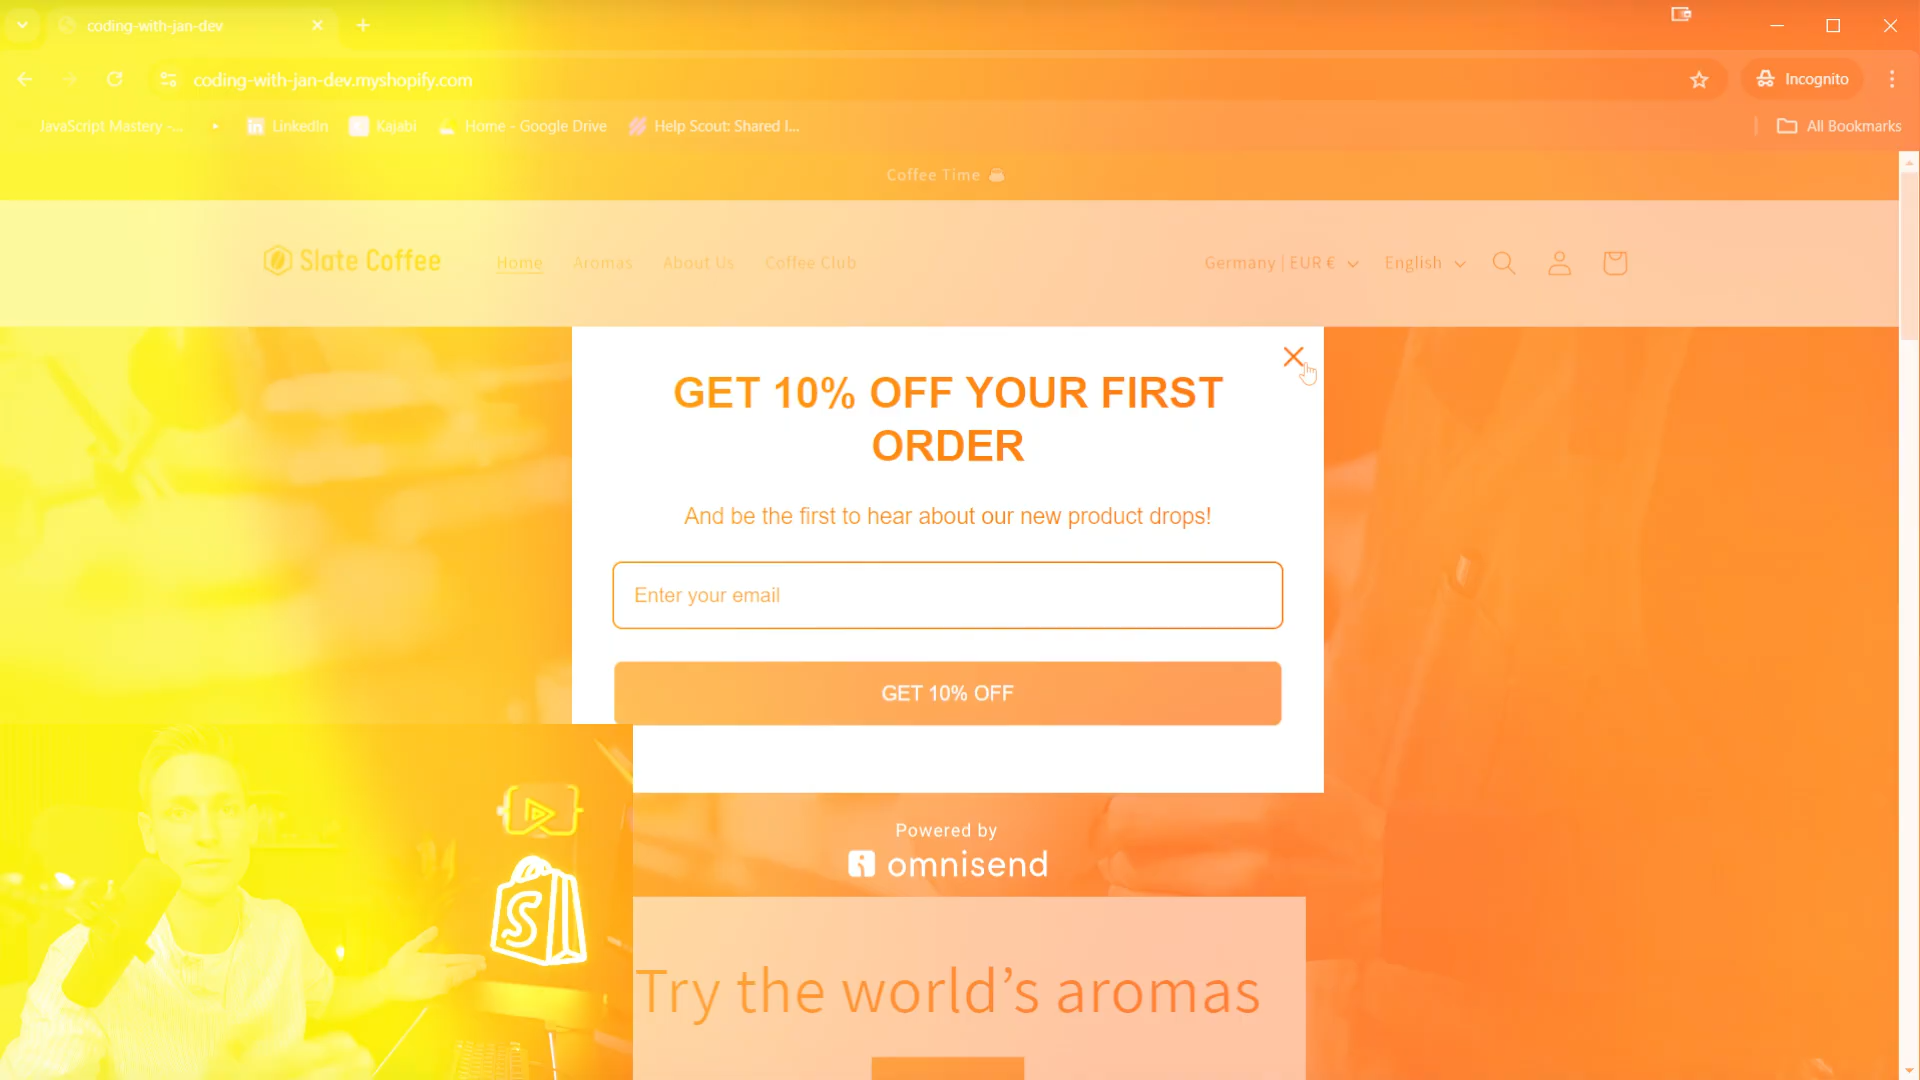 coding-with-jan-dev
coding-with-jan-dev.myshopify.com
Incognito
JavaScript Mastery -...
LinkedIn
Kajabi
Home - Google Drive
Help Scout: Shared I...
All Bookmarks
Coffee Time
Slate Coffee
Home
Aromas
About Us
Coffee Club
Germany | EUR €
English
GET 10% OFF YOUR FIRST
ORDER
And be the first to hear about our new product drops!
Enter your email
GET 10% OFF
Powered by
omnisend
Try the world’s aromas